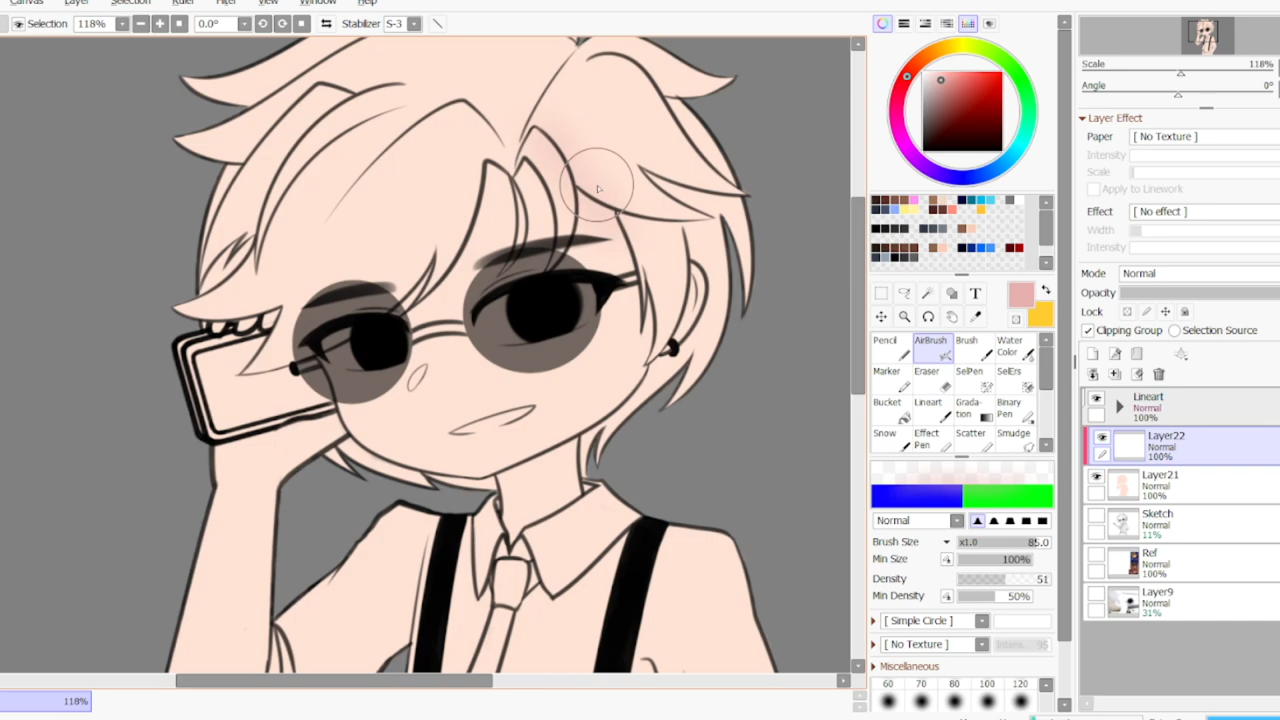 Canvas Layer Selection Ruler Filter View Window Help
Selection 118% 0.0° Stabilizer S-3
Scale 118%
Angle 0°
Layer Effect
Paper [ No Texture ]
Intensity
Scale
Apply to Linework
Effect [ No effect ]
Width
Intensity
Mode Normal
Opacity
Lock
Clipping Group Selection Source
T
Pencil AirBrush Brush Water Color
Marker Eraser SelPen SelErs
Bucket Lineart Grada-tion Binary Pen
Snow Effect Pen Scatter Smudge
Lineart
Normal
100%
Layer22
Normal
100%
Layer21
Normal
100%
Sketch
Normal
11%
Ref
Normal
100%
Layer9
Normal
31%
Normal
Brush Size x1.0 85.0
Min Size 100%
Density 51
Min Density 50%
[ Simple Circle ]
[ No Texture ] Intens. 95
Miscellaneous
60 70 80 100 120
118%